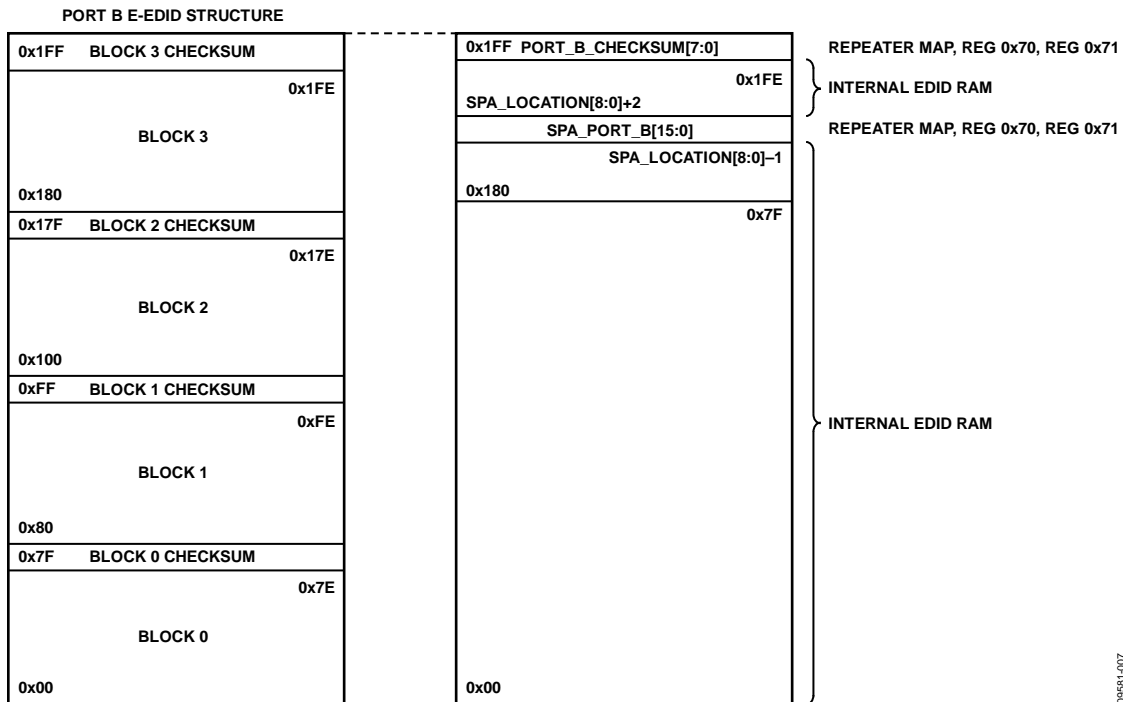 PORT B E-EDID STRUCTURE
0x1FF BLOCK 3 CHECKSUM
0x1FE
BLOCK 3
0x180
0x17F BLOCK 2 CHECKSUM
0x17E
BLOCK 2
0x100
0xFF BLOCK 1 CHECKSUM
0xFE
BLOCK 1
0x80
0x7F BLOCK 0 CHECKSUM
0x7E
BLOCK 0
0x00
0x1FF PORT_B_CHECKSUM[7:0]
0x1FE
SPA_LOCATION[8:0]+2
SPA_PORT_B[15:0]
SPA_LOCATION[8:0]–1
0x180
0x7F
0x00
REPEATER MAP, REG 0x70, REG 0x71
INTERNAL EDID RAM
REPEATER MAP, REG 0x70, REG 0x71
INTERNAL EDID RAM
09581-007